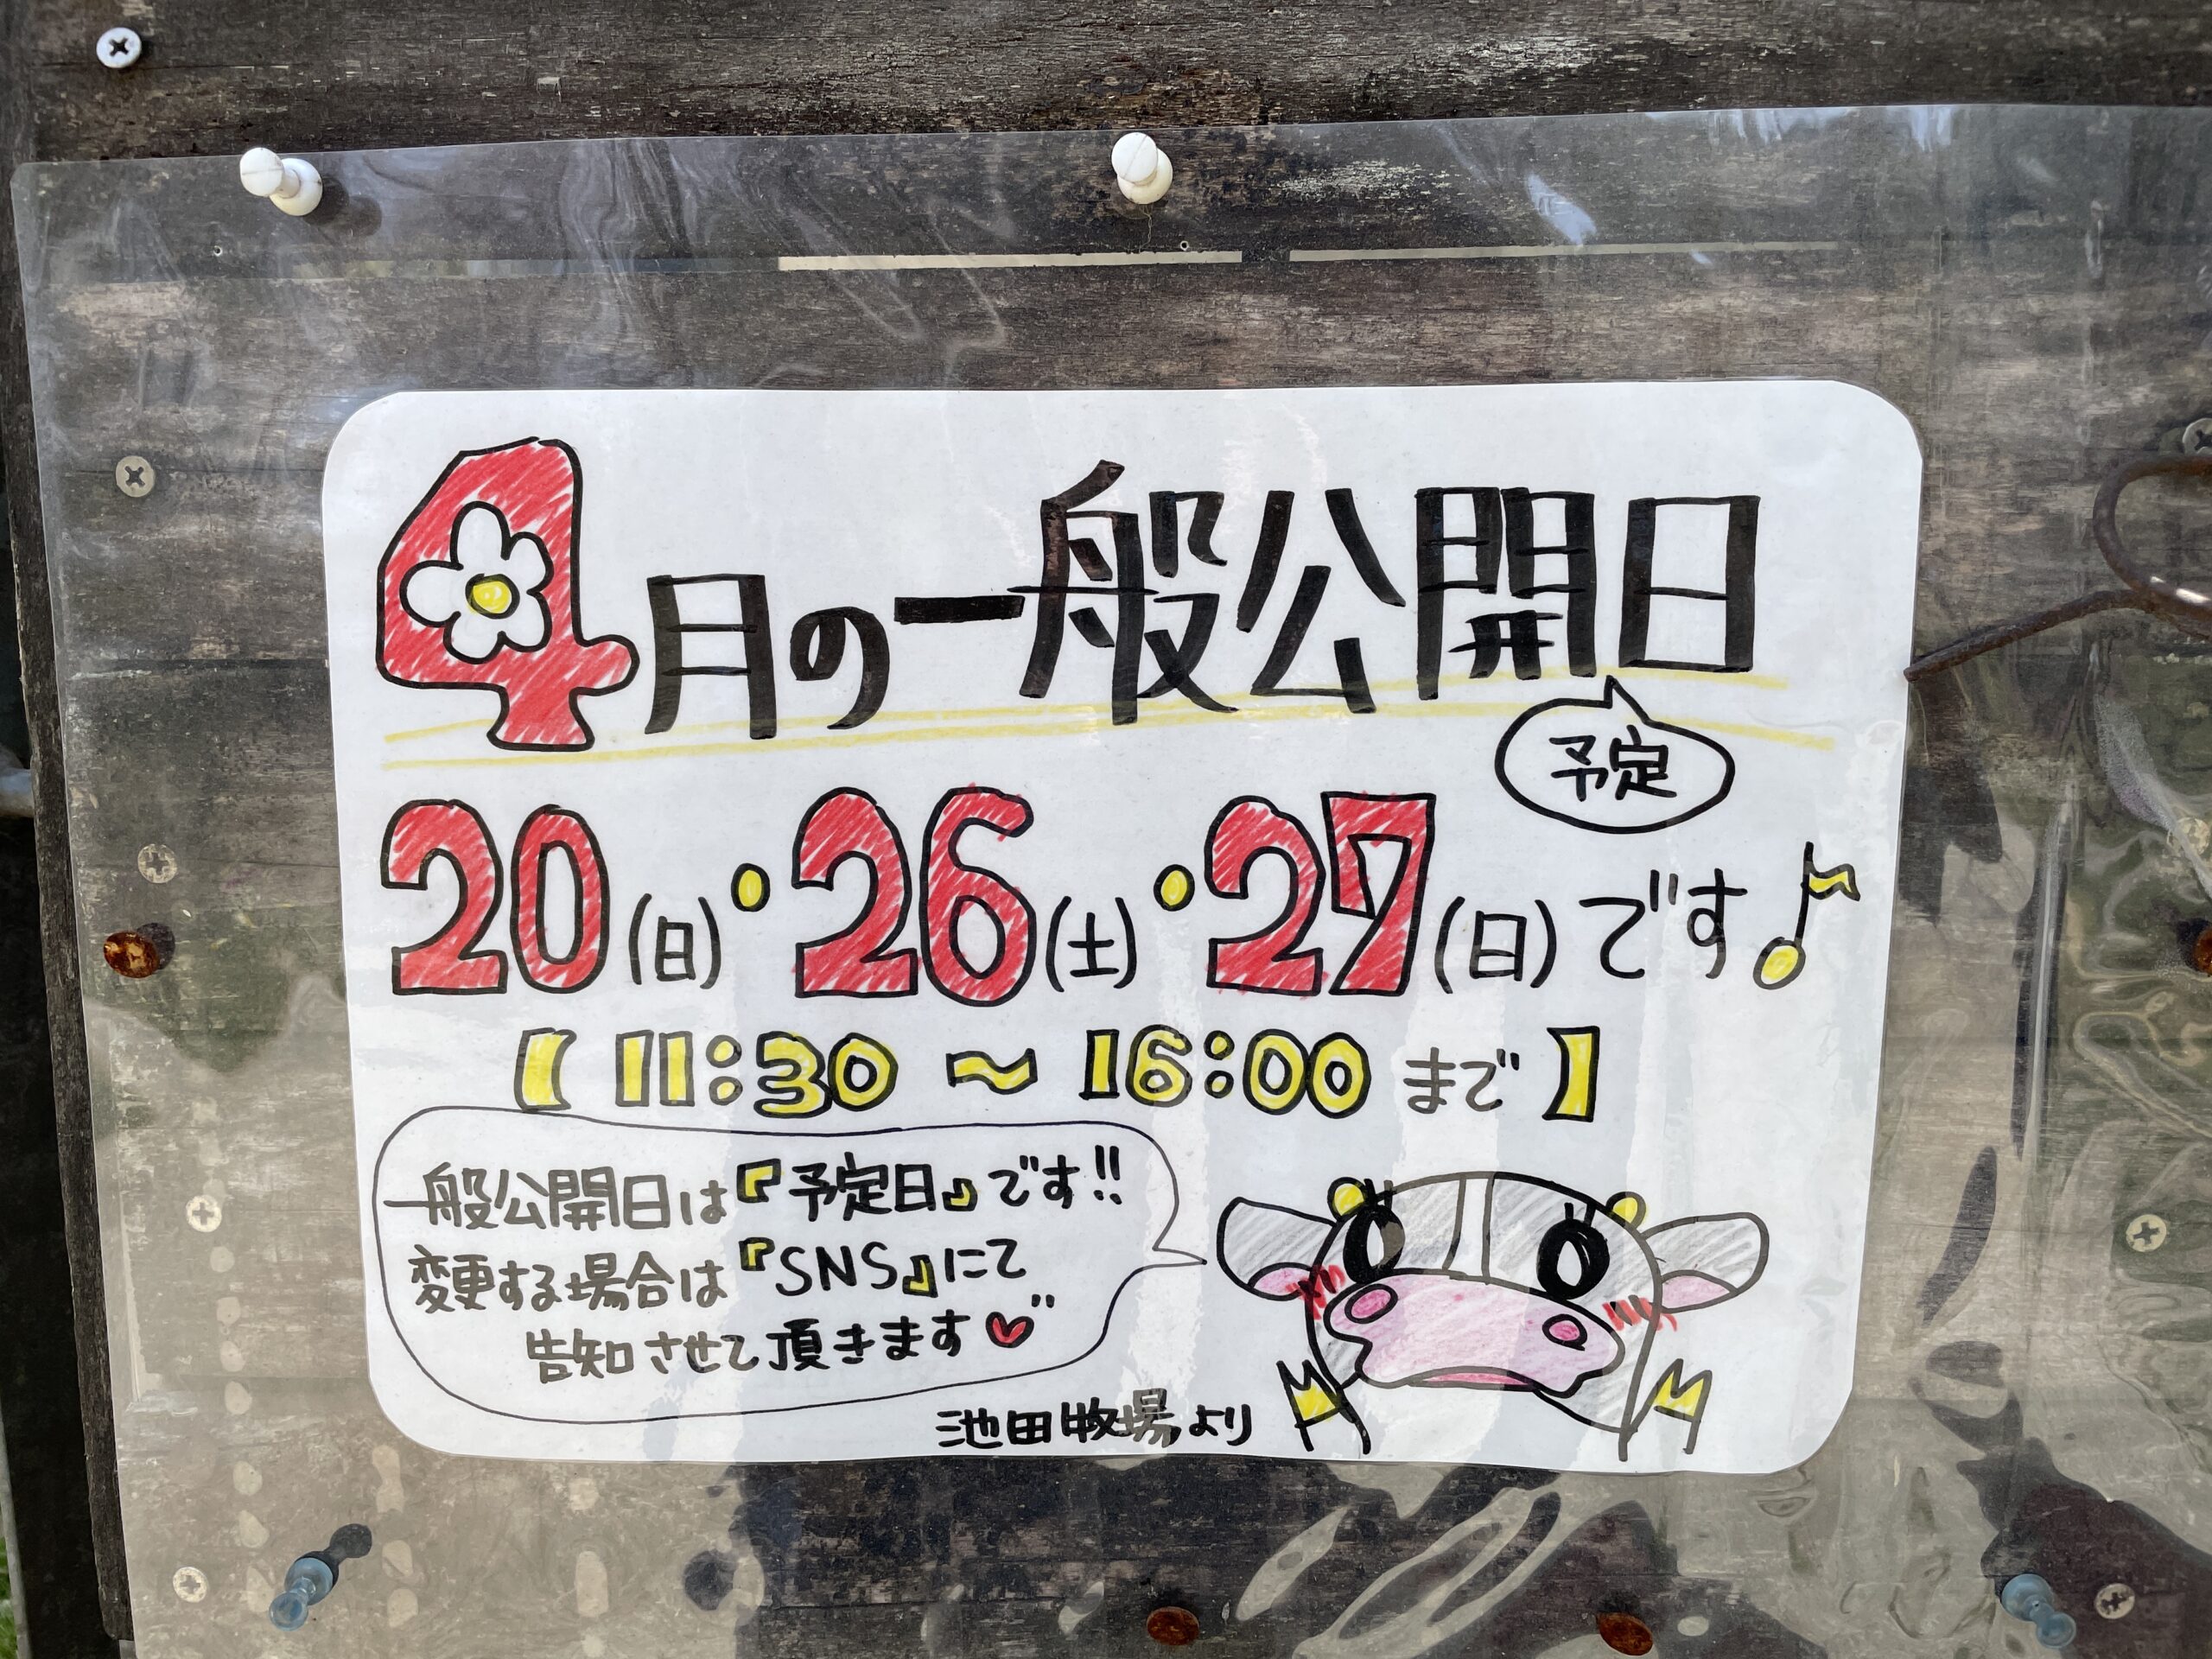 4月の一般公開日
予定
20(日)・26(土)・27(日)です♪
【11:30 ~ 16:00 まで】
一般公開日は『予定日』です!!
変更する場合は『SNS』にて
告知させて頂きます♥
池田牧場より